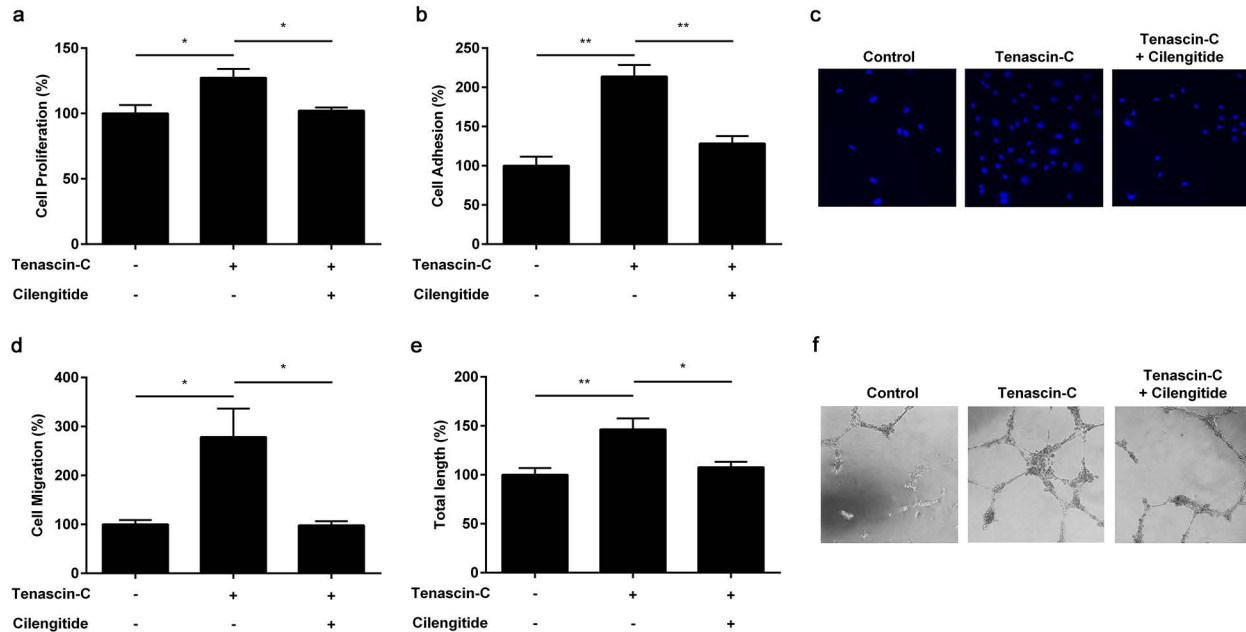 a
*
*
150
100
50
0
Cell Proliferation (%)
Tenascin-C - + +
Cilengitide - - +
b
**
**
250
200
150
100
50
0
Cell Adhesion (%)
Tenascin-C - + +
Cilengitide - - +
c
Control
Tenascin-C
Tenascin-C
+ Cilengitide
d
*
*
400
300
200
100
0
Cell Migration (%)
Tenascin-C - + +
Cilengitide - - +
e
**
*
200
150
100
50
0
Total length (%)
Tenascin-C - + +
Cilengitide - - +
f
Control
Tenascin-C
Tenascin-C
+ Cilengitide